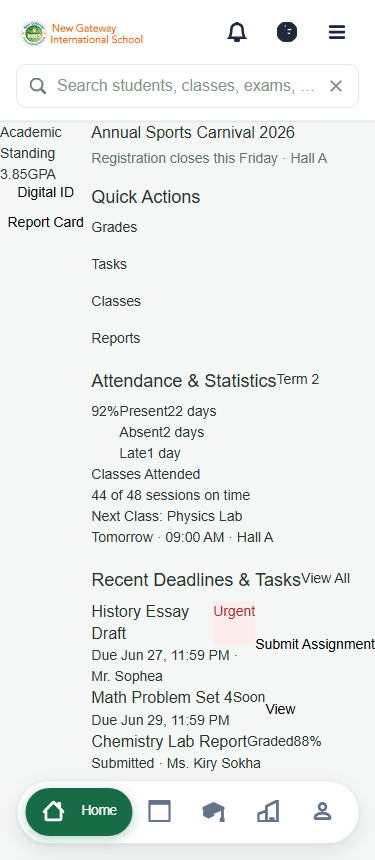 New Gateway
International School
Search students, classes, exams, ...
Academic
Standing
3.85GPA
Digital ID
Report Card
Annual Sports Carnival 2026
Registration closes this Friday · Hall A
Quick Actions
Grades
Tasks
Classes
Reports
Attendance & Statistics
Term 2
92%
Present22 days
Absent2 days
Late1 day
Classes Attended
44 of 48 sessions on time
Next Class: Physics Lab
Tomorrow · 09:00 AM · Hall A
Recent Deadlines & Tasks
View All
History Essay
Draft
Urgent
Due Jun 27, 11:59 PM ·
Mr. Sophea
Submit Assignment
Math Problem Set 4
Soon
Due Jun 29, 11:59 PM
View
Chemistry Lab Report
Graded
88%
Submitted · Ms. Kiry Sokha
Home